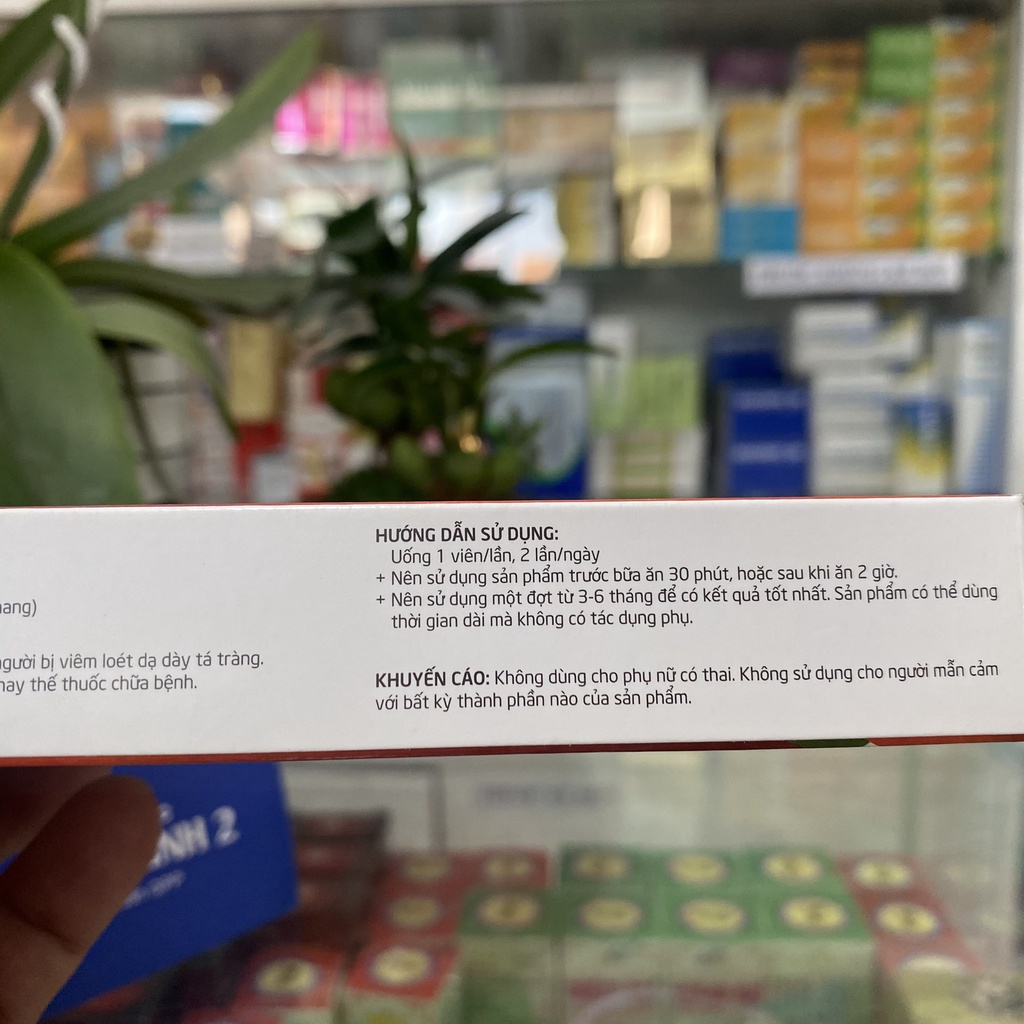 HƯỚNG DẪN SỬ DỤNG:
Uống 1 viên/lần, 2 lần/ngày
+ Nên sử dụng sản phẩm trước bữa ăn 30 phút, hoặc sau khi ăn 2 giờ.
+ Nên sử dụng một đợt từ 3-6 tháng để có kết quả tốt nhất. Sản phẩm có thể dùng
thời gian dài mà không có tác dụng phụ.
KHUYẾN CÁO: Không dùng cho phụ nữ có thai. Không sử dụng cho người mẫn cảm
với bất kỳ thành phần nào của sản phẩm.
ang)
gười bị viêm loét dạ dày tá tràng.
hay thế thuốc chữa bệnh.
NH 2